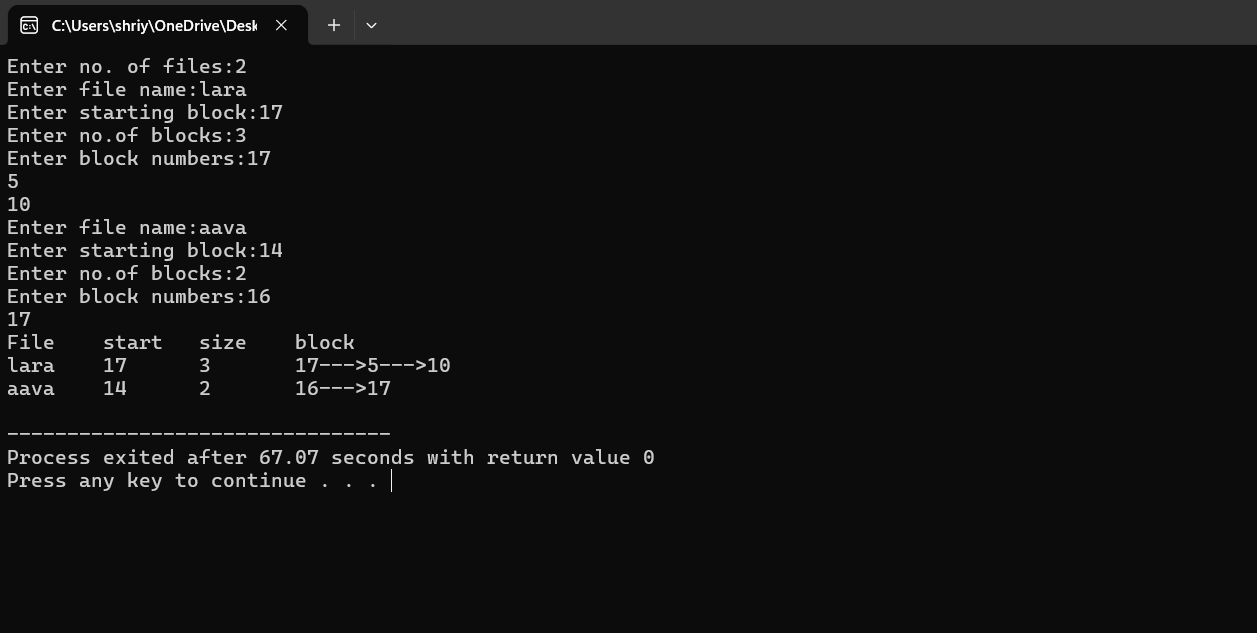 C:\Users\shriy\OneDrive\Desk
Enter no. of files:2
Enter file name:lara
Enter starting block:17
Enter no.of blocks:3
Enter block numbers:17
5
10
Enter file name:aava
Enter starting block:14
Enter no.of blocks:2
Enter block numbers:16
17
File    start   size    block
lara    17      3       17--->5--->10
aava    14      2       16--->17
--------------------------------
Process exited after 67.07 seconds with return value 0
Press any key to continue . . .